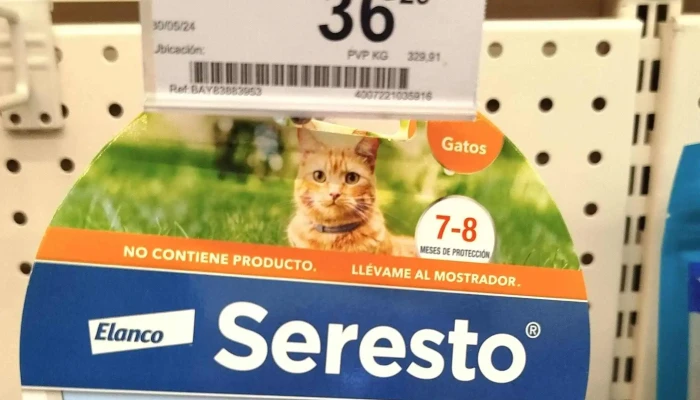 36
30/05/24
Ubicación:
PVP KG 329,91
Ref: BAY83883953
4007221035916
Gatos
7-8
MESES DE PROTECCIÓN
NO CONTIENE PRODUCTO.
LLÉVAME AL MOSTRADOR.
Elanco
Seresto®